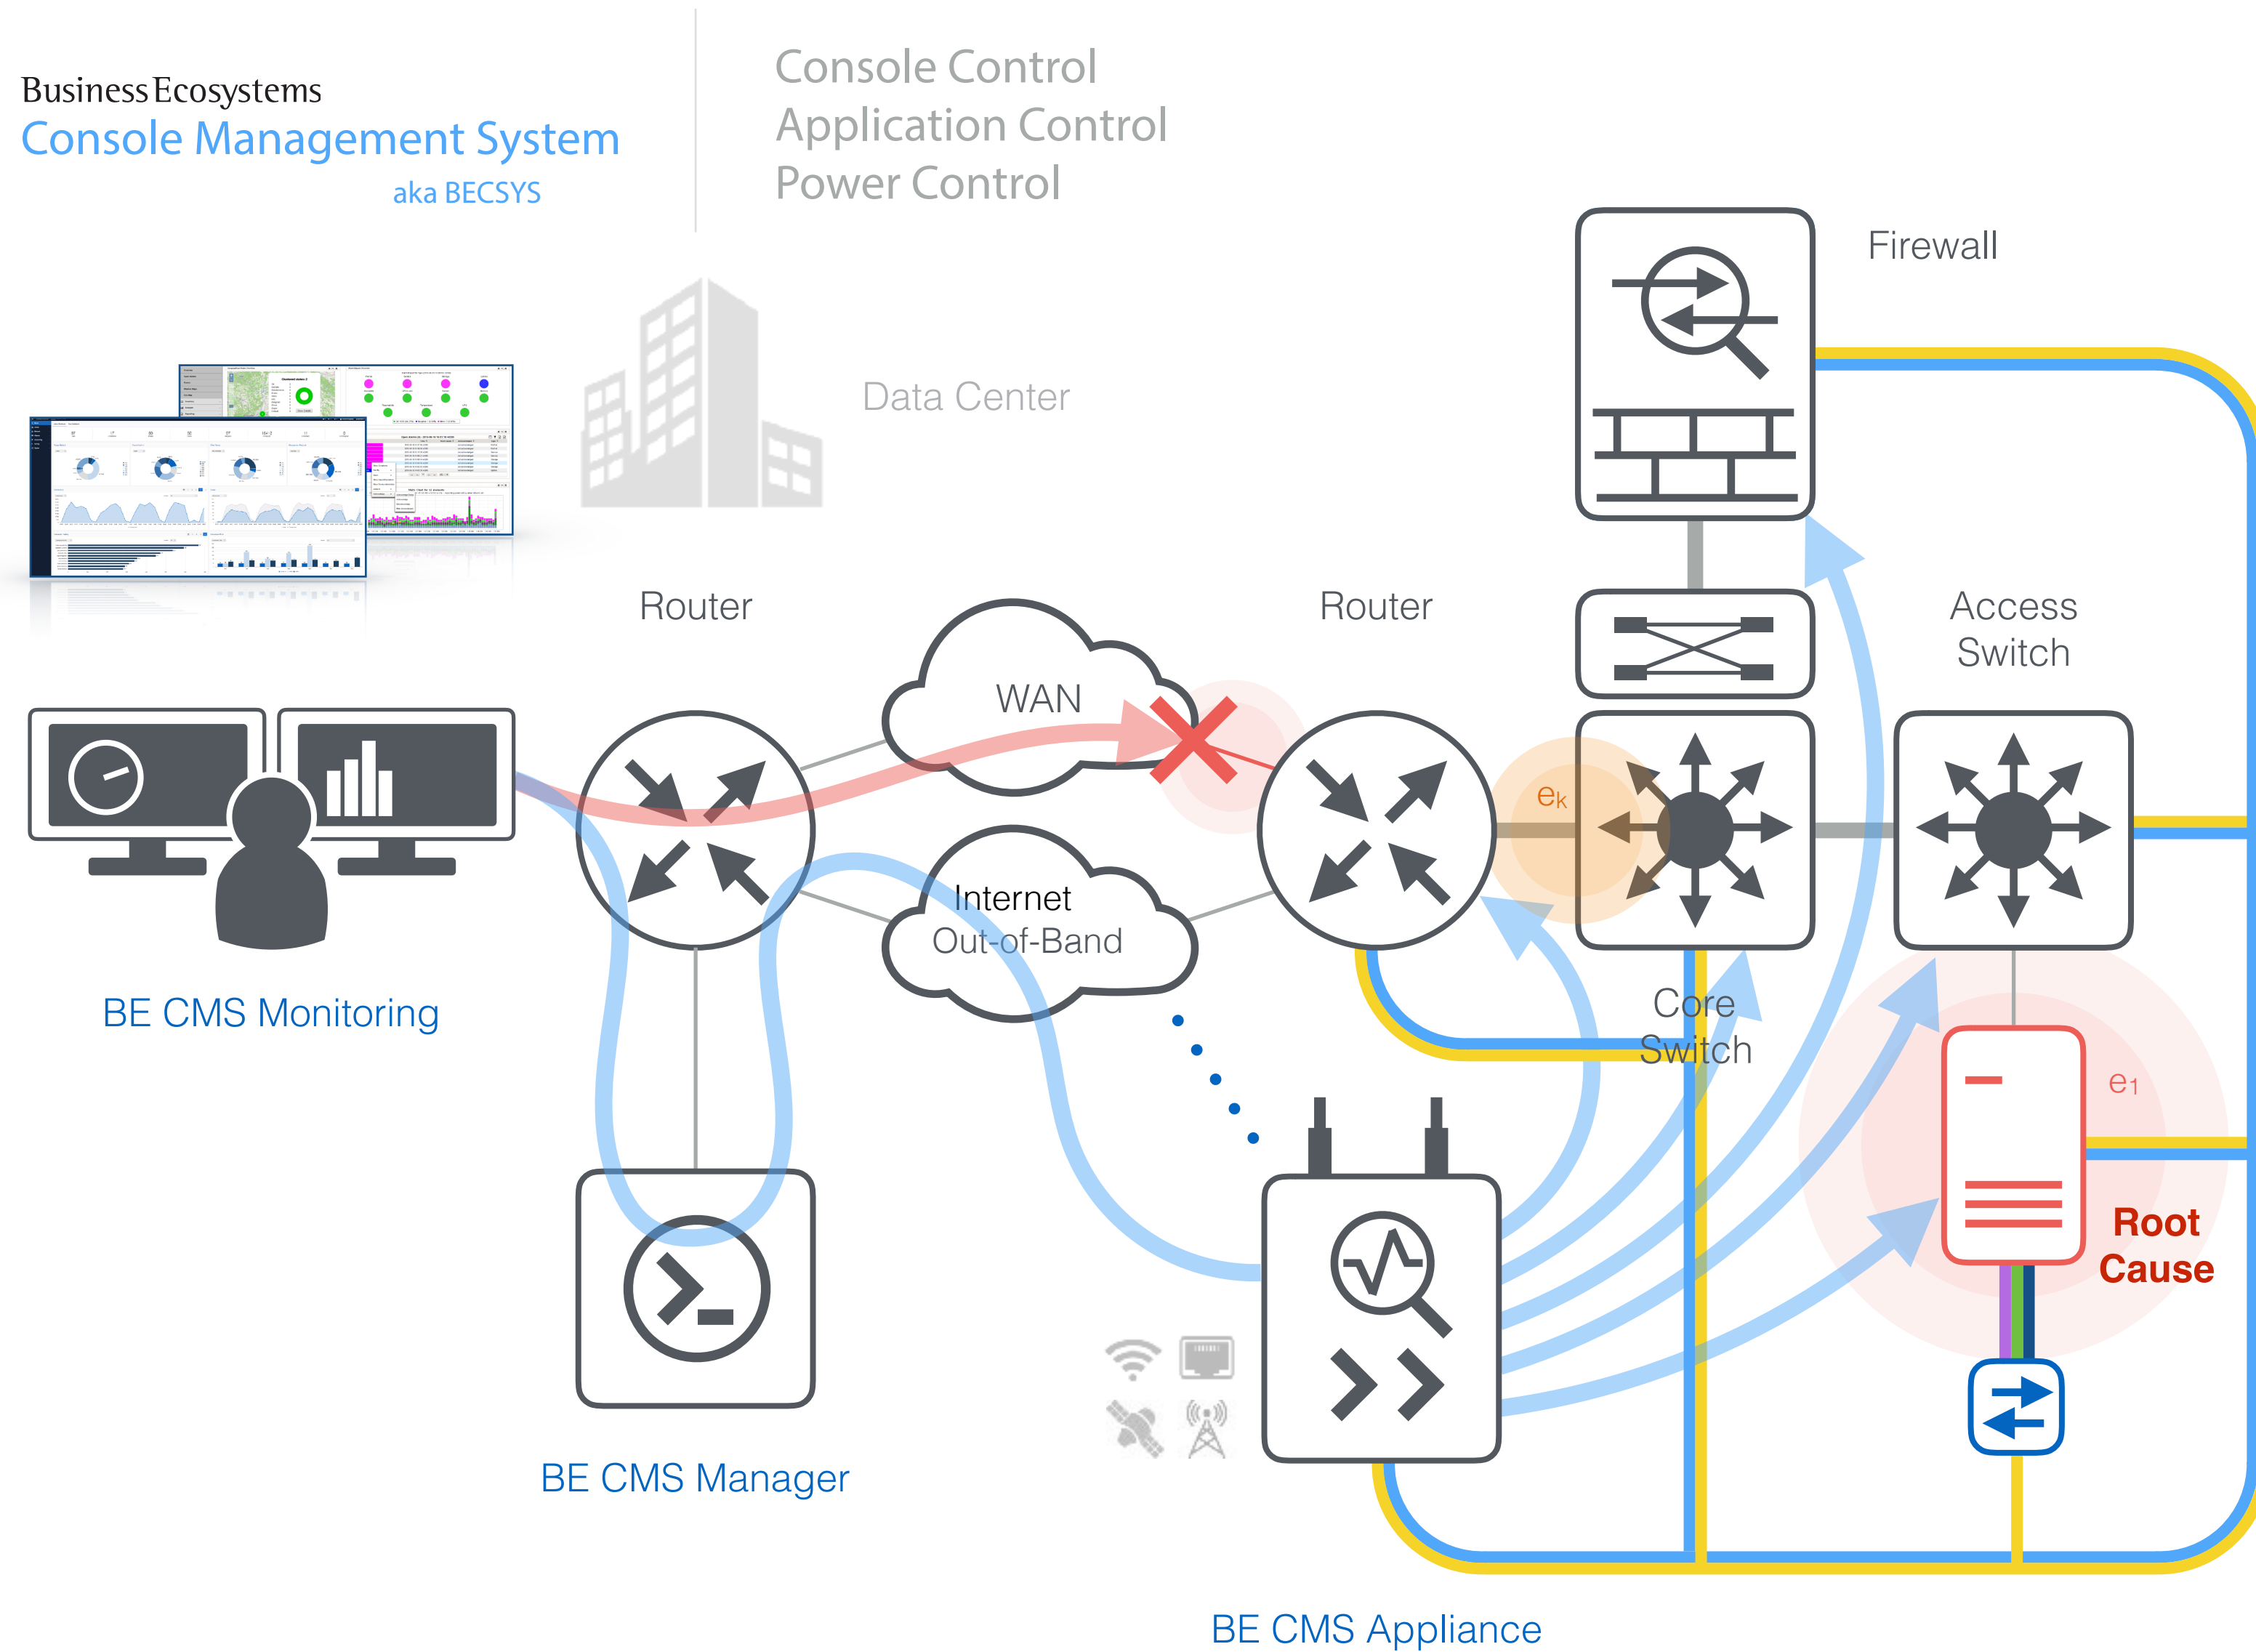 Business Ecosystems
Console Management System
aka BECSYS
Console Control
Application Control
Power Control
Data Center
Firewall
Router
WAN
Router
Access
Switch
Internet
Out-of-Band
ek
BE CMS Monitoring
Core
Switch
e1
Root
Cause
BE CMS Manager
BE CMS Appliance